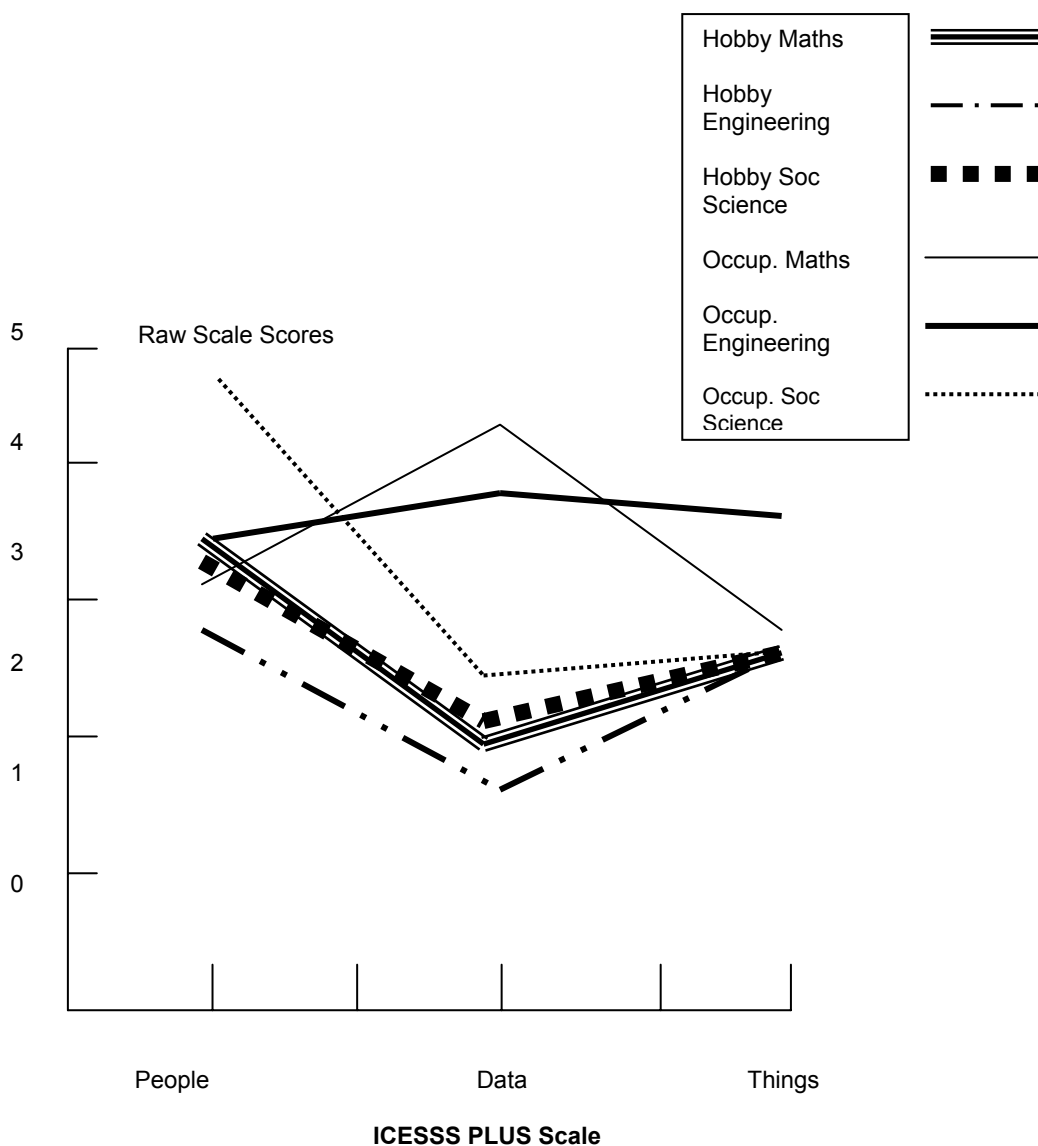 Hobby Maths
Hobby
Engineering
Hobby Soc
Science
Occup. Maths
Occup.
Engineering
Occup. Soc
Science
5
Raw Scale Scores
4
3
2
1
0
People Data Things
ICESSS PLUS Scale